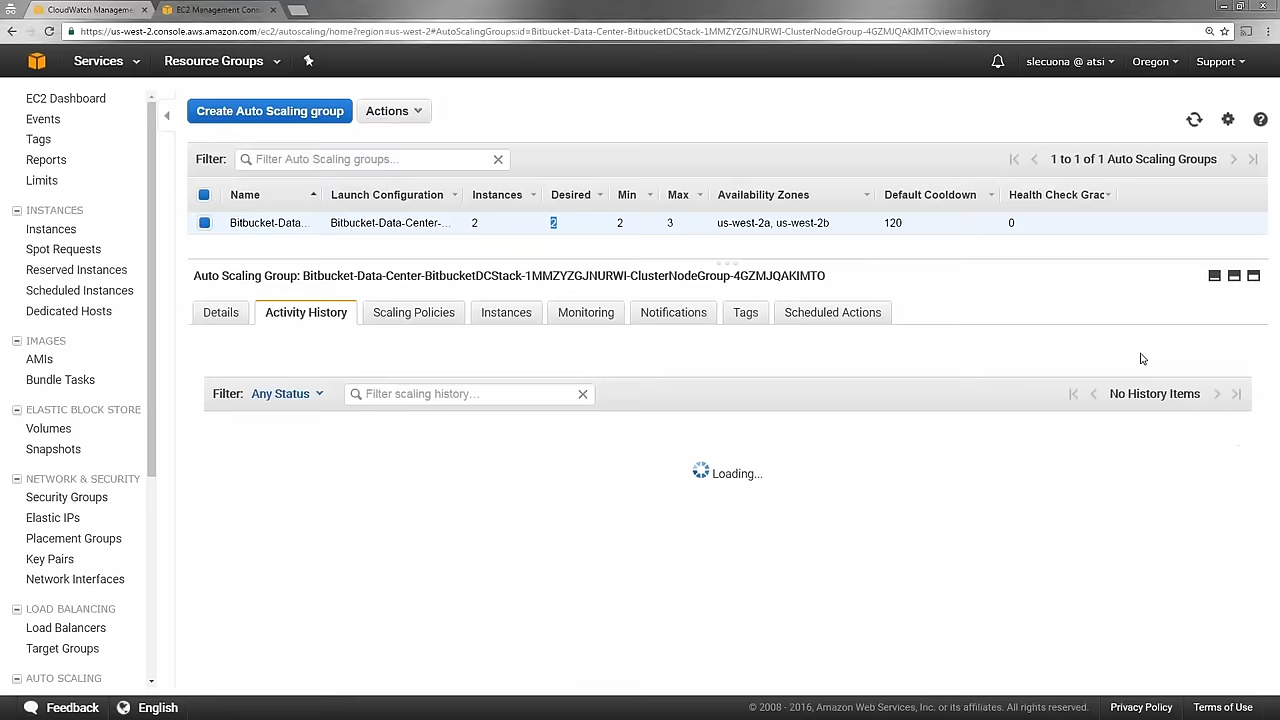 CloudWatch Manageme
EC2 Management Cons
https://us-west-2.console.aws.amazon.com/ec2/autoscaling/home?region=us-west-2#AutoScalingGroups:id=Bitbucket-Data-Center-BitbucketDCStack-1MMZYZGJNURWI-ClusterNodeGroup-4GZMJQAKIMTO;view=history
Services Resource Groups slecuona @ atsi Oregon Support
EC2 Dashboard
Events
Tags
Reports
Limits
INSTANCES
Instances
Spot Requests
Reserved Instances
Scheduled Instances
Dedicated Hosts
IMAGES
AMIs
Bundle Tasks
ELASTIC BLOCK STORE
Volumes
Snapshots
NETWORK & SECURITY
Security Groups
Elastic IPs
Placement Groups
Key Pairs
Network Interfaces
LOAD BALANCING
Load Balancers
Target Groups
AUTO SCALING
Create Auto Scaling group Actions
Filter: Filter Auto Scaling groups... 1 to 1 of 1 Auto Scaling Groups
Name Launch Configuration Instances Desired Min Max Availability Zones Default Cooldown Health Check Grac
Bitbucket-Data... Bitbucket-Data-Center-... 2 2 2 3 us-west-2a, us-west-2b 120 0
Auto Scaling Group: Bitbucket-Data-Center-BitbucketDCStack-1MMZYZGJNURWI-ClusterNodeGroup-4GZMJQAKIMTO
Details Activity History Scaling Policies Instances Monitoring Notifications Tags Scheduled Actions
Filter: Any Status Filter scaling history... No History Items
Loading...
Feedback English © 2008 - 2016, Amazon Web Services, Inc. or its affiliates. All rights reserved. Privacy Policy Terms of Use